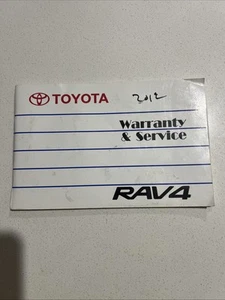 TOYOTA 2012
Warranty
& Service
RAV4